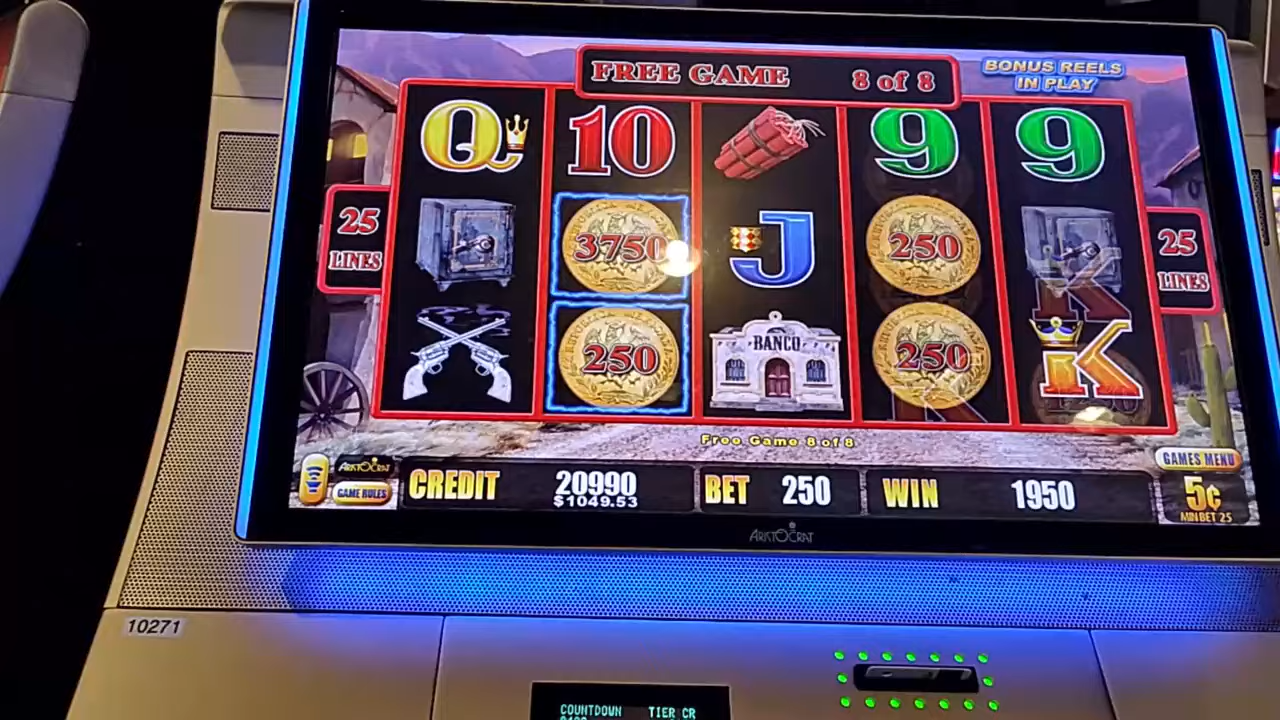 FREE GAME 8 of 8
BONUS REELS
IN PLAY
Q 10 9 9
25
LINES
3750 J 250
25
LINES
250 BANCO 250 K
Free Game 8 of 8
GAMES MENU
ARISTOCRAT
GAME RULES
CREDIT 20990
$1049.53
BET 250
WIN 1950
5¢
MIN BET 25
ARISTOCRAT
10271
COUNTDOWN TIER CR